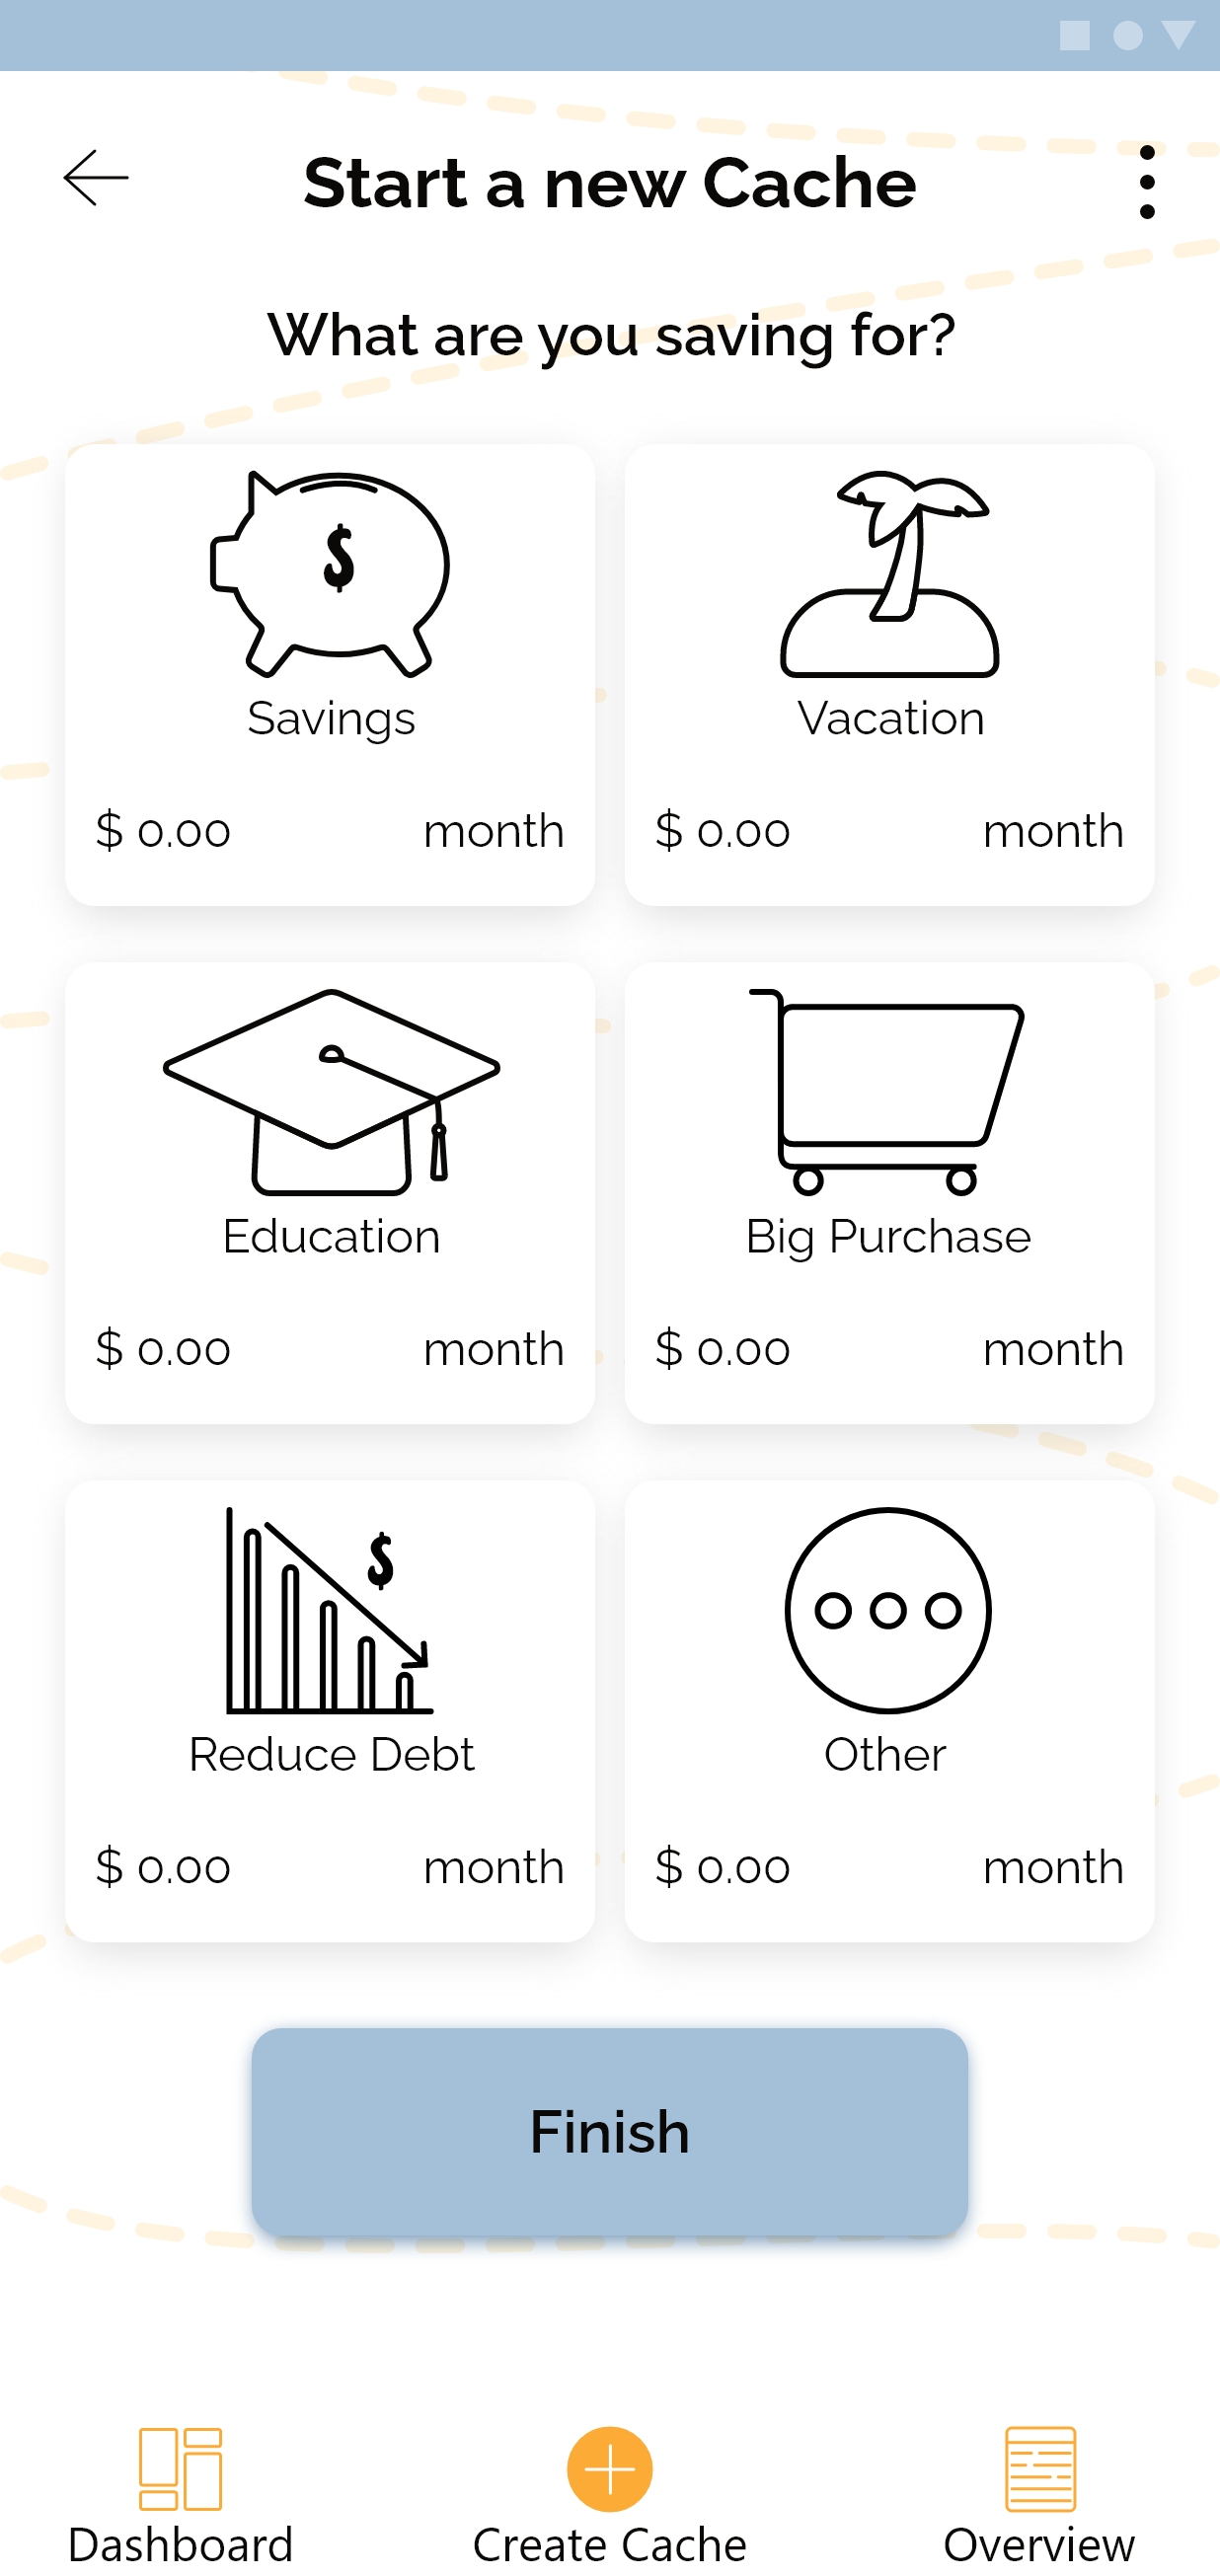 Start a new Cache
What are you saving for?
$
Savings
$ 0.00 month
Vacation
$ 0.00 month
Education
$ 0.00 month
Big Purchase
$ 0.00 month
$
Reduce Debt
$ 0.00 month
Other
$ 0.00 month
Finish
Dashboard
Create Cache
Overview